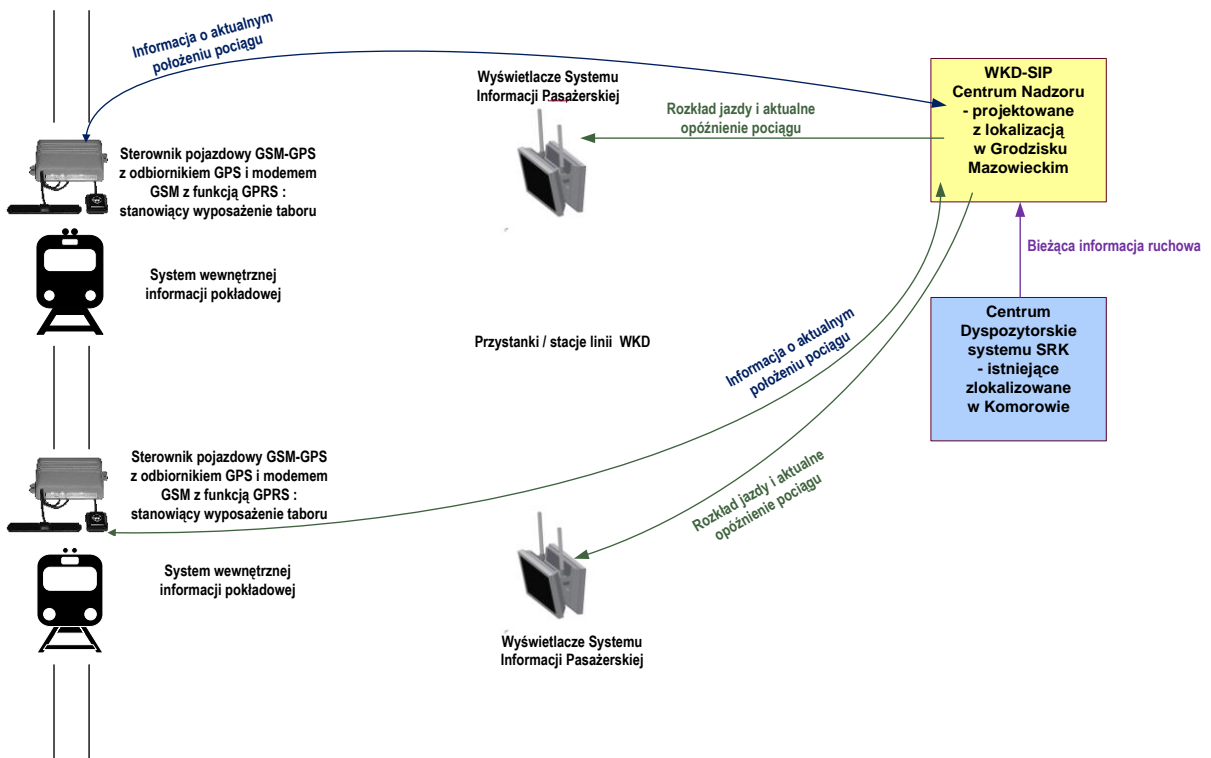 Informacja o aktualnym
położeniu pociągu
Wyświetlacze Systemu
Informacji Pasażerskiej
Rozkład jazdy i aktualne
opóźnienie pociągu
WKD-SIP
Centrum Nadzoru
- projektowane
z lokalizacją
w Grodzisku
Mazowieckim
Sterownik pojazdowy GSM-GPS
z odbiornikiem GPS i modemem
GSM z funkcją GPRS :
stanowiący wyposażenie taboru
Bieżąca informacja ruchowa
System wewnętrznej
informacji pokładowej
Centrum
Dyspozytorskie
systemu SRK
- istniejące
zlokalizowane
w Komorowie
Przystanki / stacje linii WKD
Informacja o aktualnym
położeniu pociągu
Sterownik pojazdowy GSM-GPS
z odbiornikiem GPS i modemem
GSM z funkcją GPRS :
stanowiący wyposażenie taboru
Rozkład jazdy i aktualne
opóźnienie pociągu
System wewnętrznej
informacji pokładowej
Wyświetlacze Systemu
Informacji Pasażerskiej